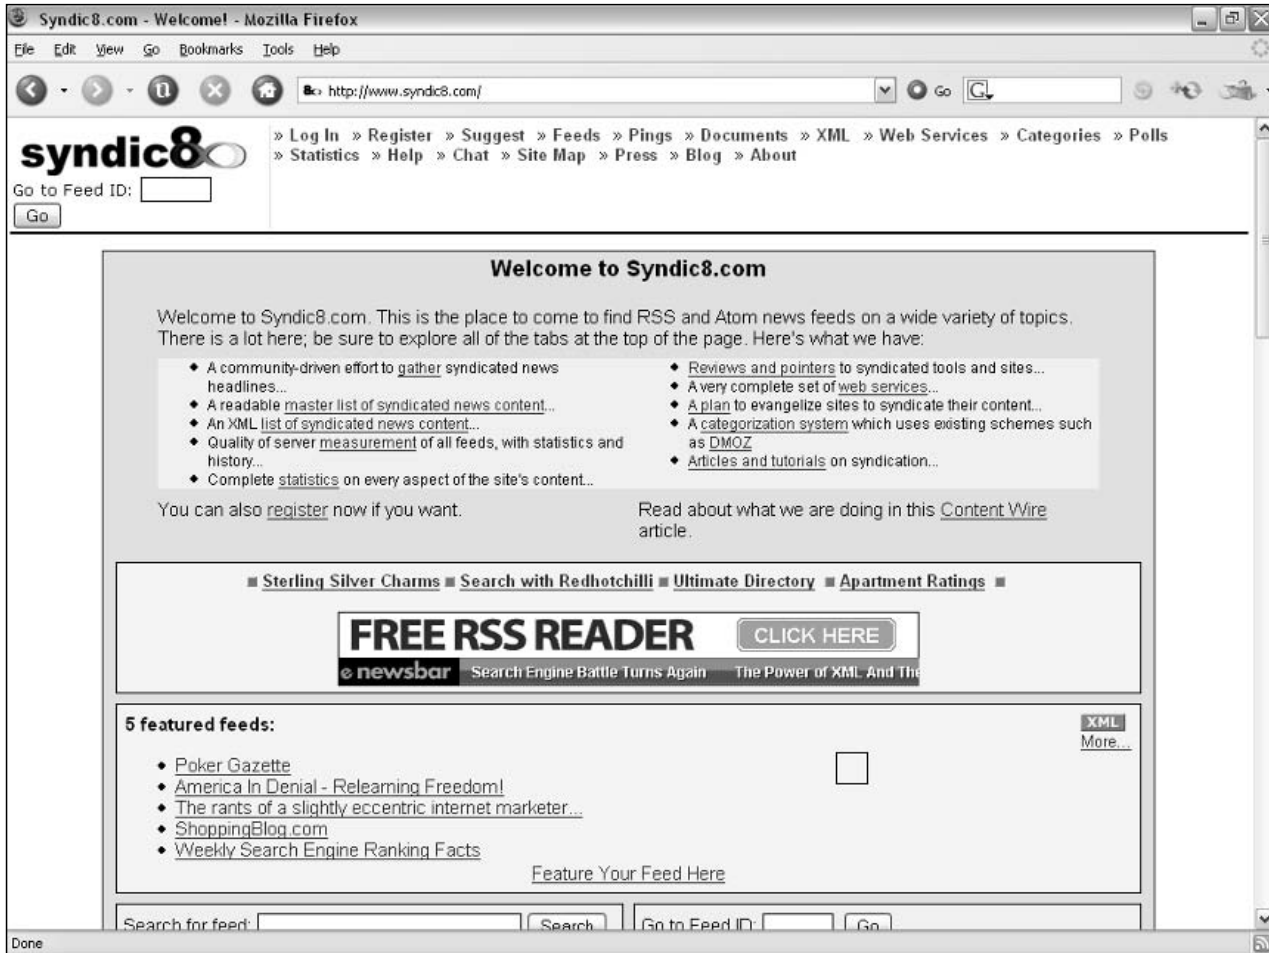 Syndic8.com - Welcome! - Mozilla Firefox
File Edit View Go Bookmarks Tools Help
http://www.syndic8.com/
Go
G
syndic8
» Log In » Register » Suggest » Feeds » Pings » Documents » XML » Web Services » Categories » Polls
» Statistics » Help » Chat » Site Map » Press » Blog » About
Go to Feed ID:
Go
Welcome to Syndic8.com
Welcome to Syndic8.com. This is the place to come to find RSS and Atom news feeds on a wide variety of topics.
There is a lot here; be sure to explore all of the tabs at the top of the page. Here's what we have:
• A community-driven effort to gather syndicated news
headlines...
• A readable master list of syndicated news content...
• An XML list of syndicated news content...
• Quality of server measurement of all feeds, with statistics and
history...
• Complete statistics on every aspect of the site's content...
• Reviews and pointers to syndicated tools and sites...
• A very complete set of web services...
• A plan to evangelize sites to syndicate their content...
• A categorization system which uses existing schemes such
as DMOZ
• Articles and tutorials on syndication...
You can also register now if you want.
Read about what we are doing in this Content Wire
article.
■ Sterling Silver Charms ■ Search with Redhotchilli ■ Ultimate Directory ■ Apartment Ratings ■
FREE RSS READER
CLICK HERE
e newsbar Search Engine Battle Turns Again The Power of XML And The
5 featured feeds:
XML
More...
• Poker Gazette
• America In Denial - Relearning Freedom!
• The rants of a slightly eccentric internet marketer...
• ShoppingBlog.com
• Weekly Search Engine Ranking Facts
Feature Your Feed Here
Search for feed: Search
Go to Feed ID: Go
Done